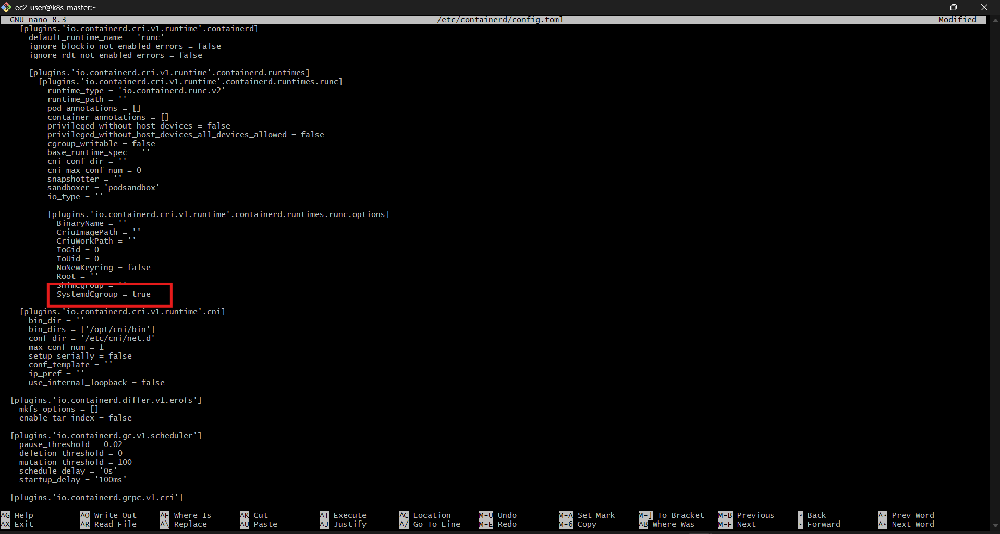 ec2-user@k8s-master:~
GNU nano 8.3 /etc/containerd/config.toml Modified
[plugins.'io.containerd.cri.v1.runtime'.containerd]
default_runtime_name = 'runc'
ignore_blockio_not_enabled_errors = false
ignore_rdt_not_enabled_errors = false
[plugins.'io.containerd.cri.v1.runtime'.containerd.runtimes]
[plugins.'io.containerd.cri.v1.runtime'.containerd.runtimes.runc]
runtime_type = 'io.containerd.runc.v2'
runtime_path = ''
pod_annotations = []
container_annotations = []
privileged_without_host_devices = false
privileged_without_host_devices_all_devices_allowed = false
cgroup_writable = false
base_runtime_spec = ''
cni_conf_dir = ''
cni_max_conf_num = 0
snapshotter = ''
sandboxer = 'podsandbox'
io_type = ''
[plugins.'io.containerd.cri.v1.runtime'.containerd.runtimes.runc.options]
BinaryName = ''
CriuImagePath = ''
CriuWorkPath = ''
IoGid = 0
IoUid = 0
NoNewKeyring = false
Root = ''
ShimCgroup = ''
SystemdCgroup = true
[plugins.'io.containerd.cri.v1.runtime'.cni]
bin_dir = ''
bin_dirs = ['/opt/cni/bin']
conf_dir = '/etc/cni/net.d'
max_conf_num = 1
setup_serially = false
conf_template = ''
ip_pref = ''
use_internal_loopback = false
[plugins.'io.containerd.differ.v1.erofs']
mkfs_options = []
enable_tar_index = false
[plugins.'io.containerd.gc.v1.scheduler']
pause_threshold = 0.02
deletion_threshold = 0
mutation_threshold = 100
schedule_delay = '0s'
startup_delay = '100ms'
[plugins.'io.containerd.grpc.v1.cri']
^G Help ^O Write Out ^F Where Is ^K Cut ^T Execute ^C Location M-U Undo M-A Set Mark M-] To Bracket M-B Previous ◂ Back ^◂ Prev Word
^X Exit ^R Read File ^\ Replace ^U Paste ^J Justify ^/ Go To Line M-E Redo M-6 Copy ^B Where Was M-F Next ▸ Forward ^▸ Next Word